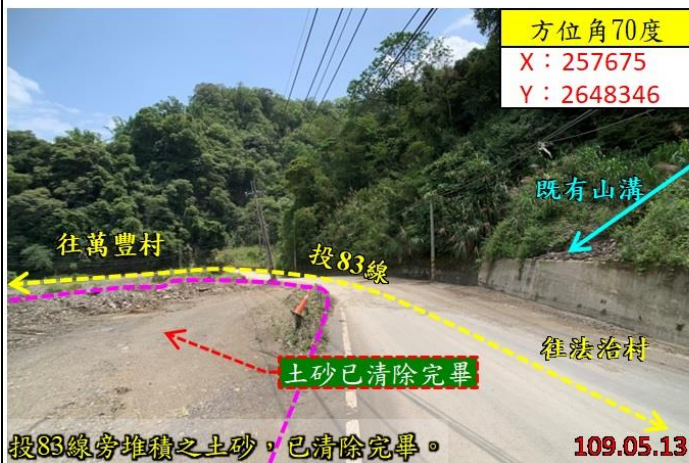 方位角70度
X：257675
Y：2648346
既有山溝
往萬豐村
投83線
往法治村
土砂已清除完畢
投83線旁堆積之土砂，已清除完畢。
109.05.13